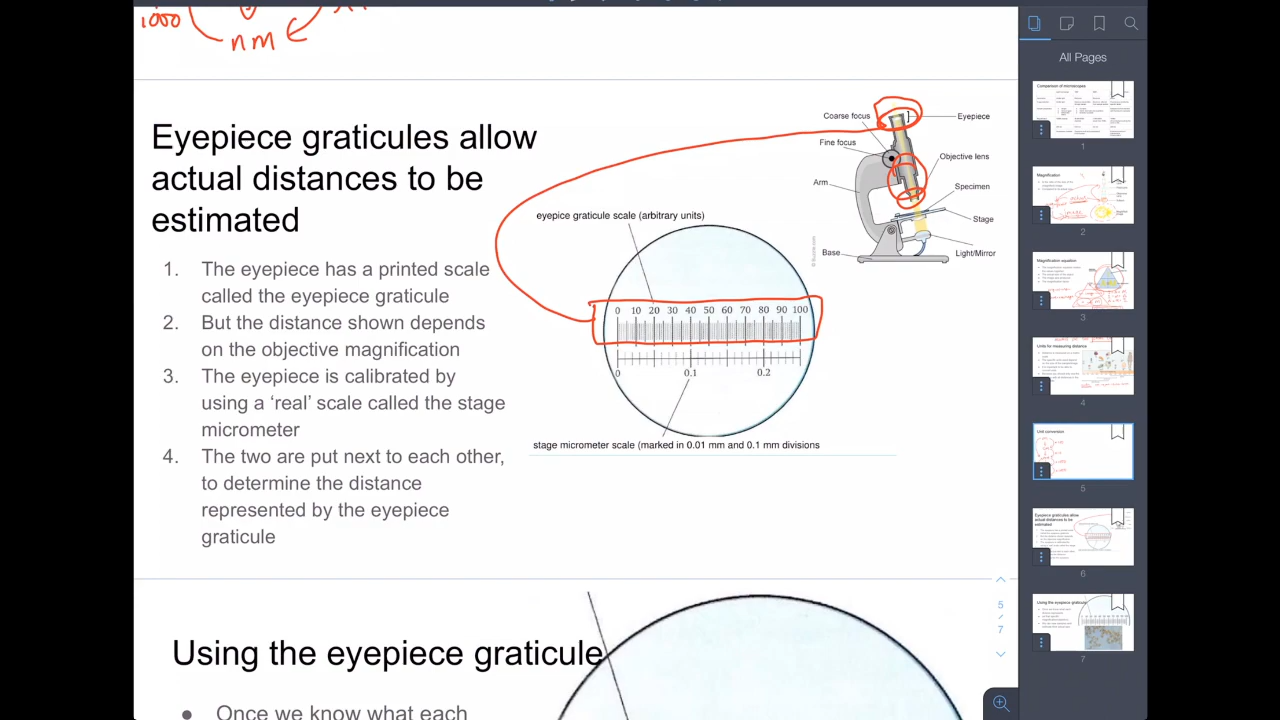 1000
nm
Eyepiece graticules allow
actual distances to be
estimated
1. The eyepiece has a printed scale
called the eyepiece graticule
2. But the distance shown depends
on the objective magnification
3. The eyepiece is calibrated by
using a ‘real’ scale called the stage
micrometer
4. The two are put next to each other,
to determine the distance
represented by the eyepiece
graticule
Coarse focus
Eyepiece
Fine focus
Objective lens
Arm
Specimen
Stage
Base
Light/Mirror
eyepice graticule scale (arbitrary units)
0 10 20 30 40 50 60 70 80 90 100
0.1 0.2
stage micrometer scale (marked in 0.01 mm and 0.1 mm divisions
Using the eyepiece graticule
● Once we know what each
5
/
7
All Pages
Comparison of microscopes
1
Magnification
2
Magnification equation
3
Units for measuring distance
4
Unit conversion
5
Eyepiece graticules allow
actual distances to be
estimated
6
Using the eyepiece graticule
7